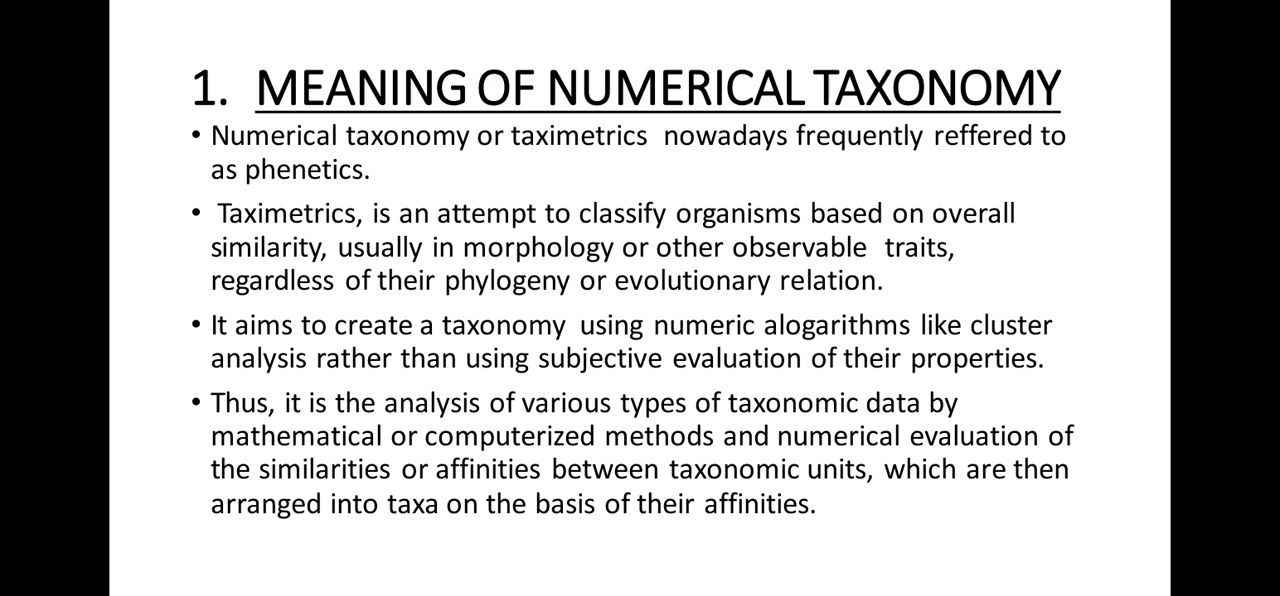 1. MEANING OF NUMERICAL TAXONOMY
• Numerical taxonomy or taximetrics nowadays frequently reffered to
as phenetics.
• Taximetrics, is an attempt to classify organisms based on overall
similarity, usually in morphology or other observable traits,
regardless of their phylogeny or evolutionary relation.
• It aims to create a taxonomy using numeric alogarithms like cluster
analysis rather than using subjective evaluation of their properties.
• Thus, it is the analysis of various types of taxonomic data by
mathematical or computerized methods and numerical evaluation of
the similarities or affinities between taxonomic units, which are then
arranged into taxa on the basis of their affinities.